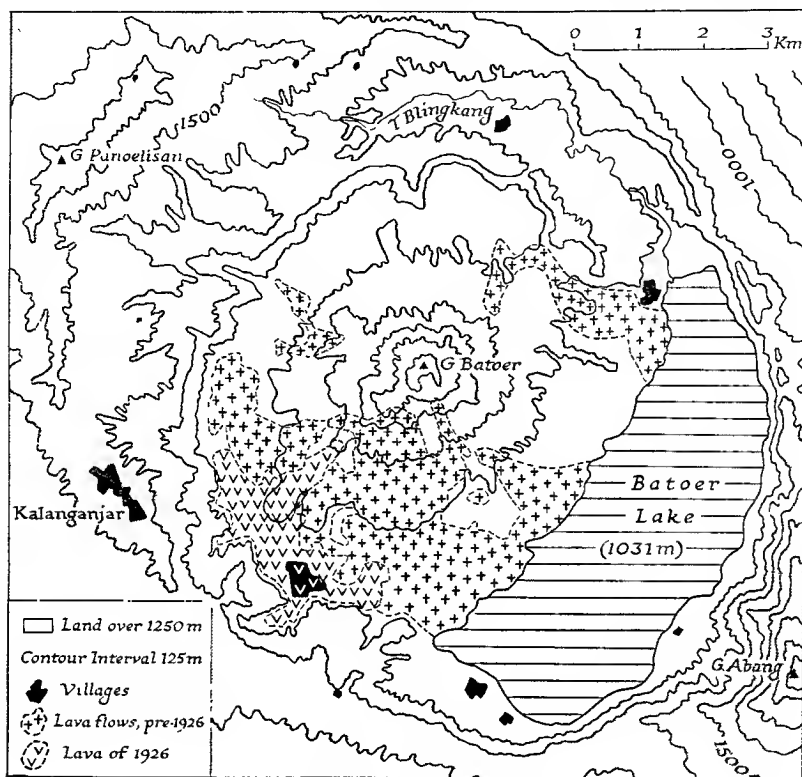 0 1 2 3
Km
1500
T Blingkang
G Panoelisan
1000
G Batoer
Kalanganjar
Batoer
Lake
(1031m)
G.Abang
1500
Land over 1250m
Contour Interval 125m
Villages
Lava flows, pre-1926
Lava of 1926